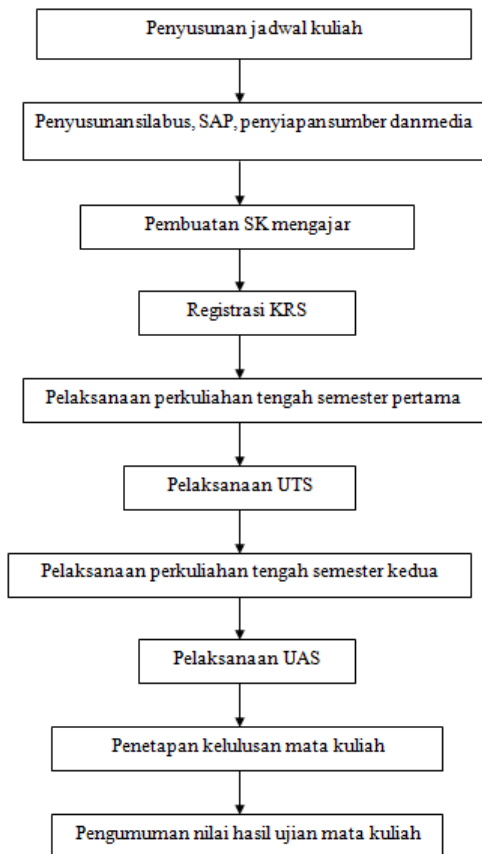 Penyusunan jadwal kuliah
Penyusunansilabus, SAP, penyiapansumber danmedia
Pembuatan SK mengajar
Registrasi KRS
Pelaksanaan perkuliahan tengah semester pertama
Pelaksanaan UTS
Pelaksanaan perkuliahan tengah semester kedua
Pelaksanaan UAS
Penetapan kelulusan mata kuliah
Pengumuman nilai hasil ujian mata kuliah